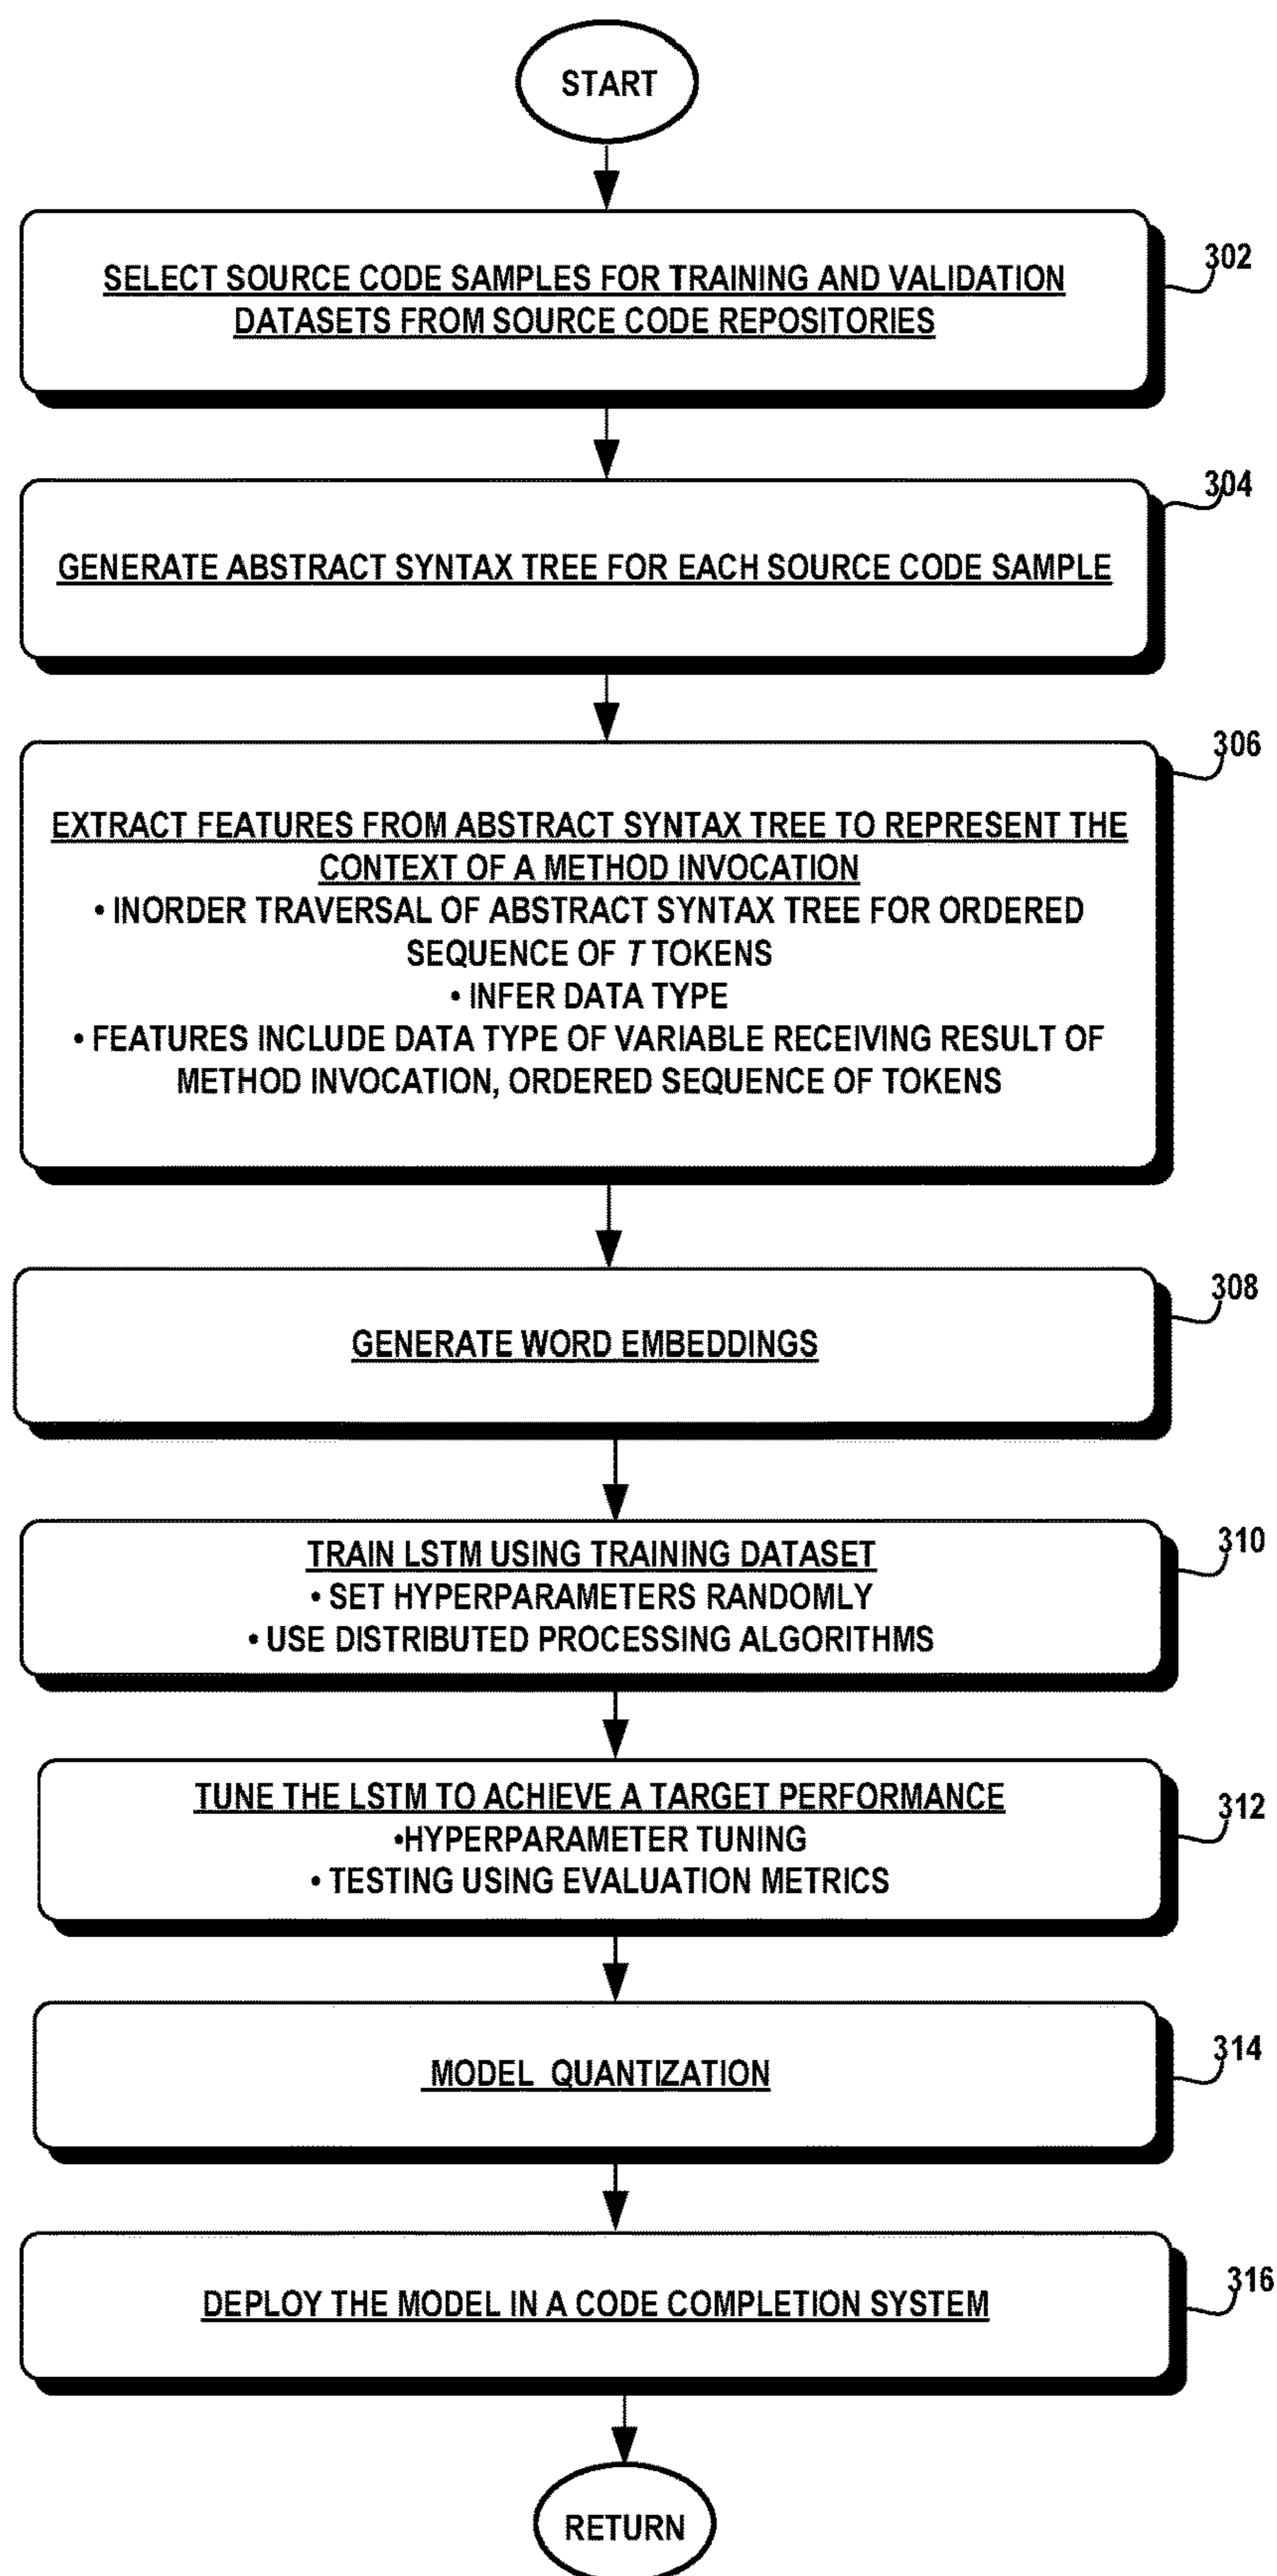 START
302
SELECT SOURCE CODE SAMPLES FOR TRAINING AND VALIDATION
DATASETS FROM SOURCE CODE REPOSITORIES
304
GENERATE ABSTRACT SYNTAX TREE FOR EACH SOURCE CODE SAMPLE
306
EXTRACT FEATURES FROM ABSTRACT SYNTAX TREE TO REPRESENT THE
CONTEXT OF A METHOD INVOCATION
• INORDER TRAVERSAL OF ABSTRACT SYNTAX TREE FOR ORDERED
SEQUENCE OF T TOKENS
• INFER DATA TYPE
• FEATURES INCLUDE DATA TYPE OF VARIABLE RECEIVING RESULT OF
METHOD INVOCATION, ORDERED SEQUENCE OF TOKENS
308
GENERATE WORD EMBEDDINGS
310
TRAIN LSTM USING TRAINING DATASET
• SET HYPERPARAMETERS RANDOMLY
• USE DISTRIBUTED PROCESSING ALGORITHMS
312
TUNE THE LSTM TO ACHIEVE A TARGET PERFORMANCE
•HYPERPARAMETER TUNING
• TESTING USING EVALUATION METRICS
314
MODEL QUANTIZATION
316
DEPLOY THE MODEL IN A CODE COMPLETION SYSTEM
RETURN